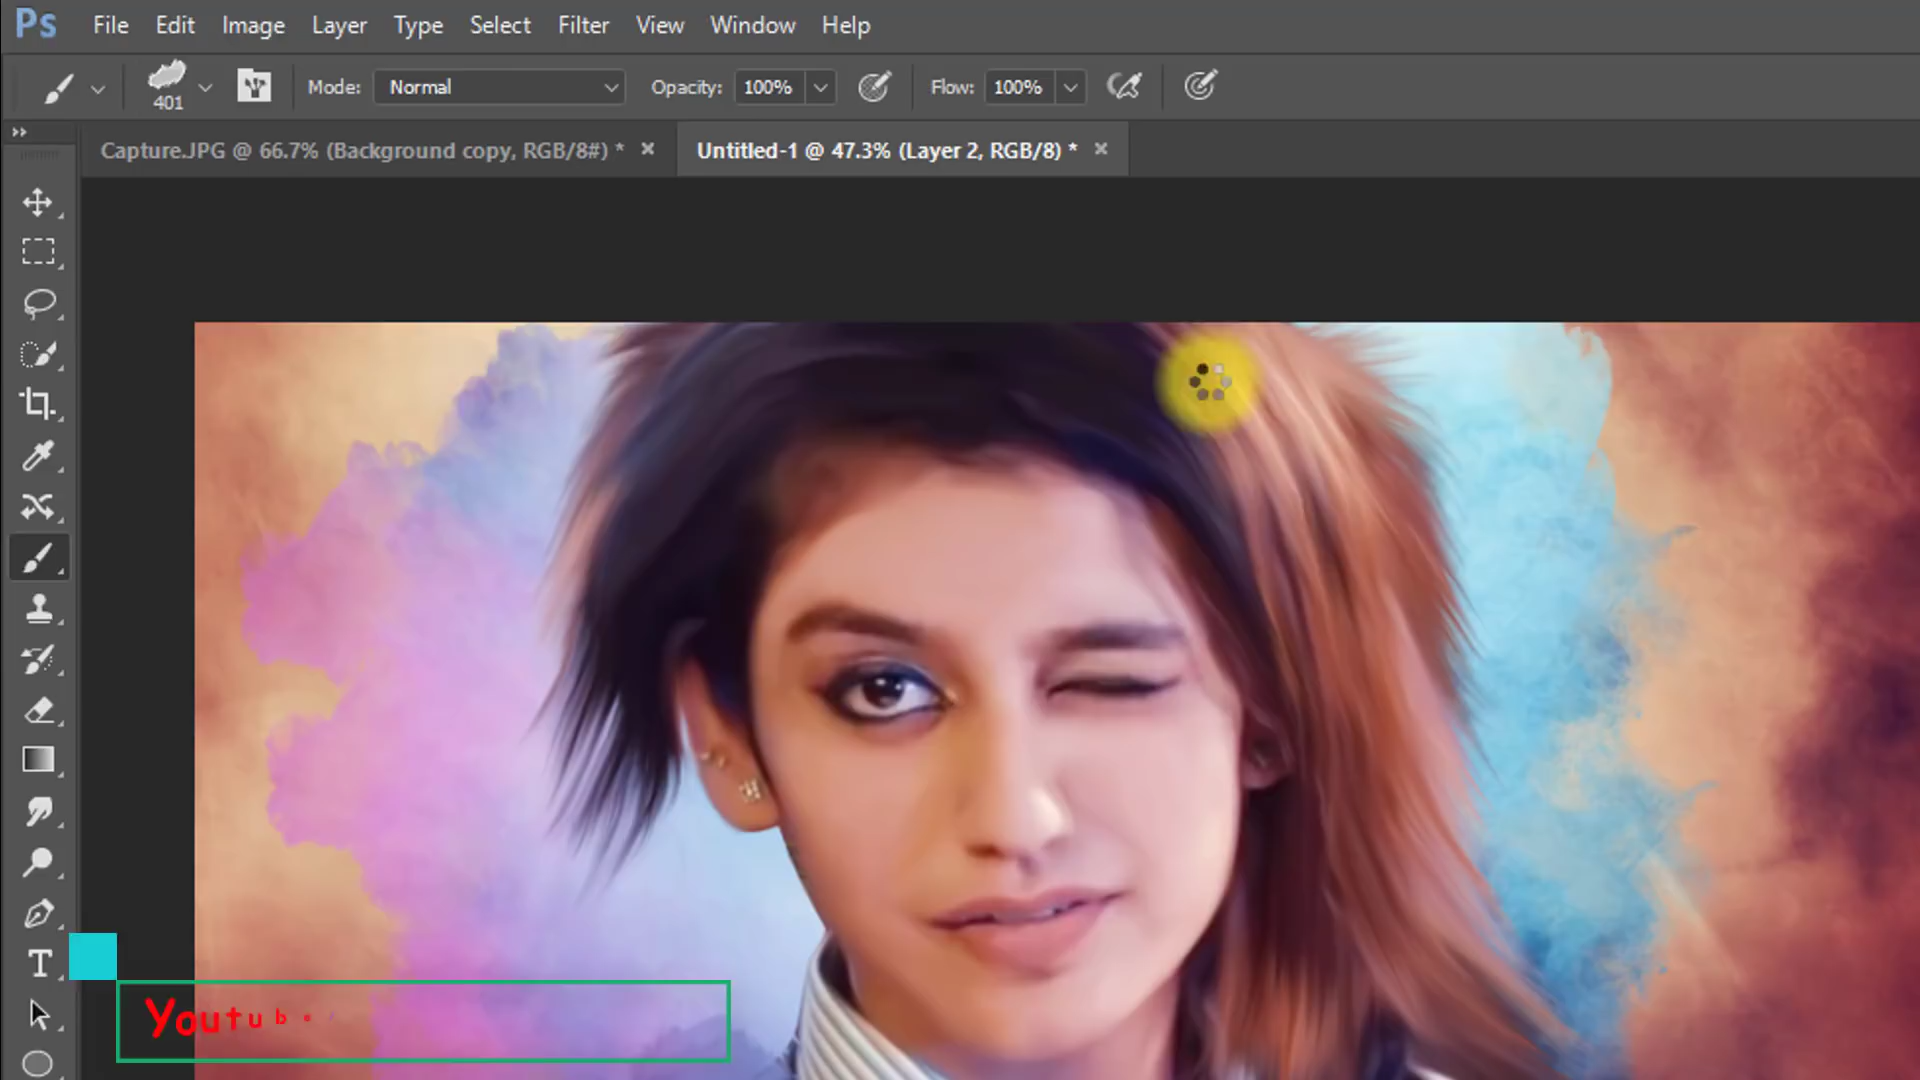 Ps File Edit Image Layer Type Select Filter View Window Help
401 Mode: Normal Opacity: 100% Flow: 100%
Capture.JPG @ 66.7% (Background copy, RGB/8#) * × Untitled-1 @ 47.3% (Layer 2, RGB/8) * ×
T
Youtub